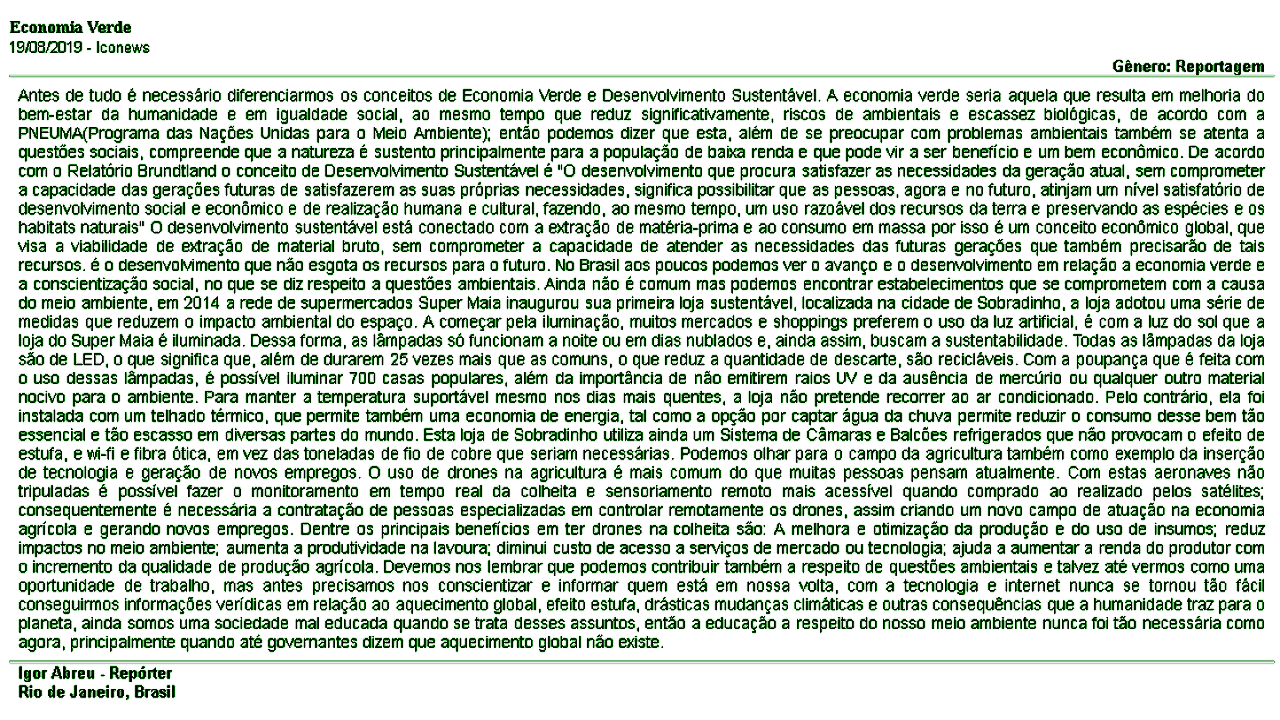 Economia Verde
19/08/2019 - Iconews
Gênero: Reportagem
Antes de tudo é necessário diferenciarmos os conceitos de Economia Verde e Desenvolvimento Sustentável. A economia verde seria aquela que resulta em melhoria do
bem-estar da humanidade e em igualdade social, ao mesmo tempo que reduz significativamente, riscos de ambientais e escassez biológicas, de acordo com a
PNEUMA(Programa das Nações Unidas para o Meio Ambiente); então podemos dizer que esta, além de se preocupar com problemas ambientais também se atenta a
questões sociais, compreende que a natureza é sustento principalmente para a população de baixa renda e que pode vir a ser benefício e um bem econômico. De acordo
com o Relatório Brundtland o conceito de Desenvolvimento Sustentável é "O desenvolvimento que procura satisfazer as necessidades da geração atual, sem comprometer
a capacidade das gerações futuras de satisfazerem as suas próprias necessidades, significa possibilitar que as pessoas, agora e no futuro, atinjam um nível satisfatório de
desenvolvimento social e econômico e de realização humana e cultural, fazendo, ao mesmo tempo, um uso razoável dos recursos da terra e preservando as espécies e os
habitats naturais" O desenvolvimento sustentável está conectado com a extração de matéria-prima e ao consumo em massa por isso é um conceito econômico global, que
visa a viabilidade de extração de material bruto, sem comprometer a capacidade de atender as necessidades das futuras gerações que também precisarão de tais
recursos. é o desenvolvimento que não esgota os recursos para o futuro. No Brasil aos poucos podemos ver o avanço e o desenvolvimento em relação a economia verde e
a conscientização social, no que se diz respeito a questões ambientais. Ainda não é comum mas podemos encontrar estabelecimentos que se comprometem com a causa
do meio ambiente, em 2014 a rede de supermercados Super Maia inaugurou sua primeira loja sustentável, localizada na cidade de Sobradinho, a loja adotou uma série de
medidas que reduzem o impacto ambiental do espaço. A começar pela iluminação, muitos mercados e shoppings preferem o uso da luz artificial, é com a luz do sol que a
loja do Super Maia é iluminada. Dessa forma, as lâmpadas só funcionam a noite ou em dias nublados e, ainda assim, buscam a sustentabilidade. Todas as lâmpadas da loja
são de LED, o que significa que, além de durarem 25 vezes mais que as comuns, o que reduz a quantidade de descarte, são recicláveis. Com a poupança que é feita com
o uso dessas lâmpadas, é possível iluminar 700 casas populares, além da importância de não emitirem raios UV e da ausência de mercúrio ou qualquer outro material
nocivo para o ambiente. Para manter a temperatura suportável mesmo nos dias mais quentes, a loja não pretende recorrer ao ar condicionado. Pelo contrário, ela foi
instalada com um telhado térmico, que permite também uma economia de energia, tal como a opção por captar água da chuva permite reduzir o consumo desse bem tão
essencial e tão escasso em diversas partes do mundo. Esta loja de Sobradinho utiliza ainda um Sistema de Câmaras e Balcões refrigerados que não provocam o efeito de
estufa, e wi-fi e fibra ótica, em vez das toneladas de fio de cobre que seriam necessárias. Podemos olhar para o campo da agricultura também como exemplo da inserção
de tecnologia e geração de novos empregos. O uso de drones na agricultura é mais comum do que muitas pessoas pensam atualmente. Com estas aeronaves não
tripuladas é possível fazer o monitoramento em tempo real da colheita e sensoriamento remoto mais acessível quando comprado ao realizado pelos satélites;
consequentemente é necessária a contratação de pessoas especializadas em controlar remotamente os drones, assim criando um novo campo de atuação na economia
agrícola e gerando novos empregos. Dentre os principais benefícios em ter drones na colheita são: A melhora e otimização da produção e do uso de insumos; reduz
impactos no meio ambiente; aumenta a produtividade na lavoura; diminui custo de acesso a serviços de mercado ou tecnologia; ajuda a aumentar a renda do produtor com
o incremento da qualidade de produção agrícola. Devemos nos lembrar que podemos contribuir também a respeito de questões ambientais e talvez até vermos como uma
oportunidade de trabalho, mas antes precisamos nos conscientizar e informar quem está em nossa volta, com a tecnologia e internet nunca se tornou tão fácil
conseguirmos informações verídicas em relação ao aquecimento global, efeito estufa, drásticas mudanças climáticas e outras consequências que a humanidade traz para o
planeta, ainda somos uma sociedade mal educada quando se trata desses assuntos, então a educação a respeito do nosso meio ambiente nunca foi tão necessária como
agora, principalmente quando até governantes dizem que aquecimento global não existe.
Igor Abreu - Repórter
Rio de Janeiro, Brasil